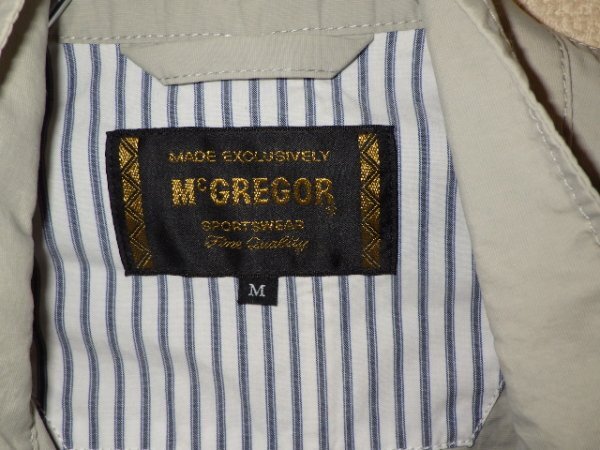 MADE EXCLUSIVELY
McGREGOR®
SPORTSWEAR
Fine Quality
M